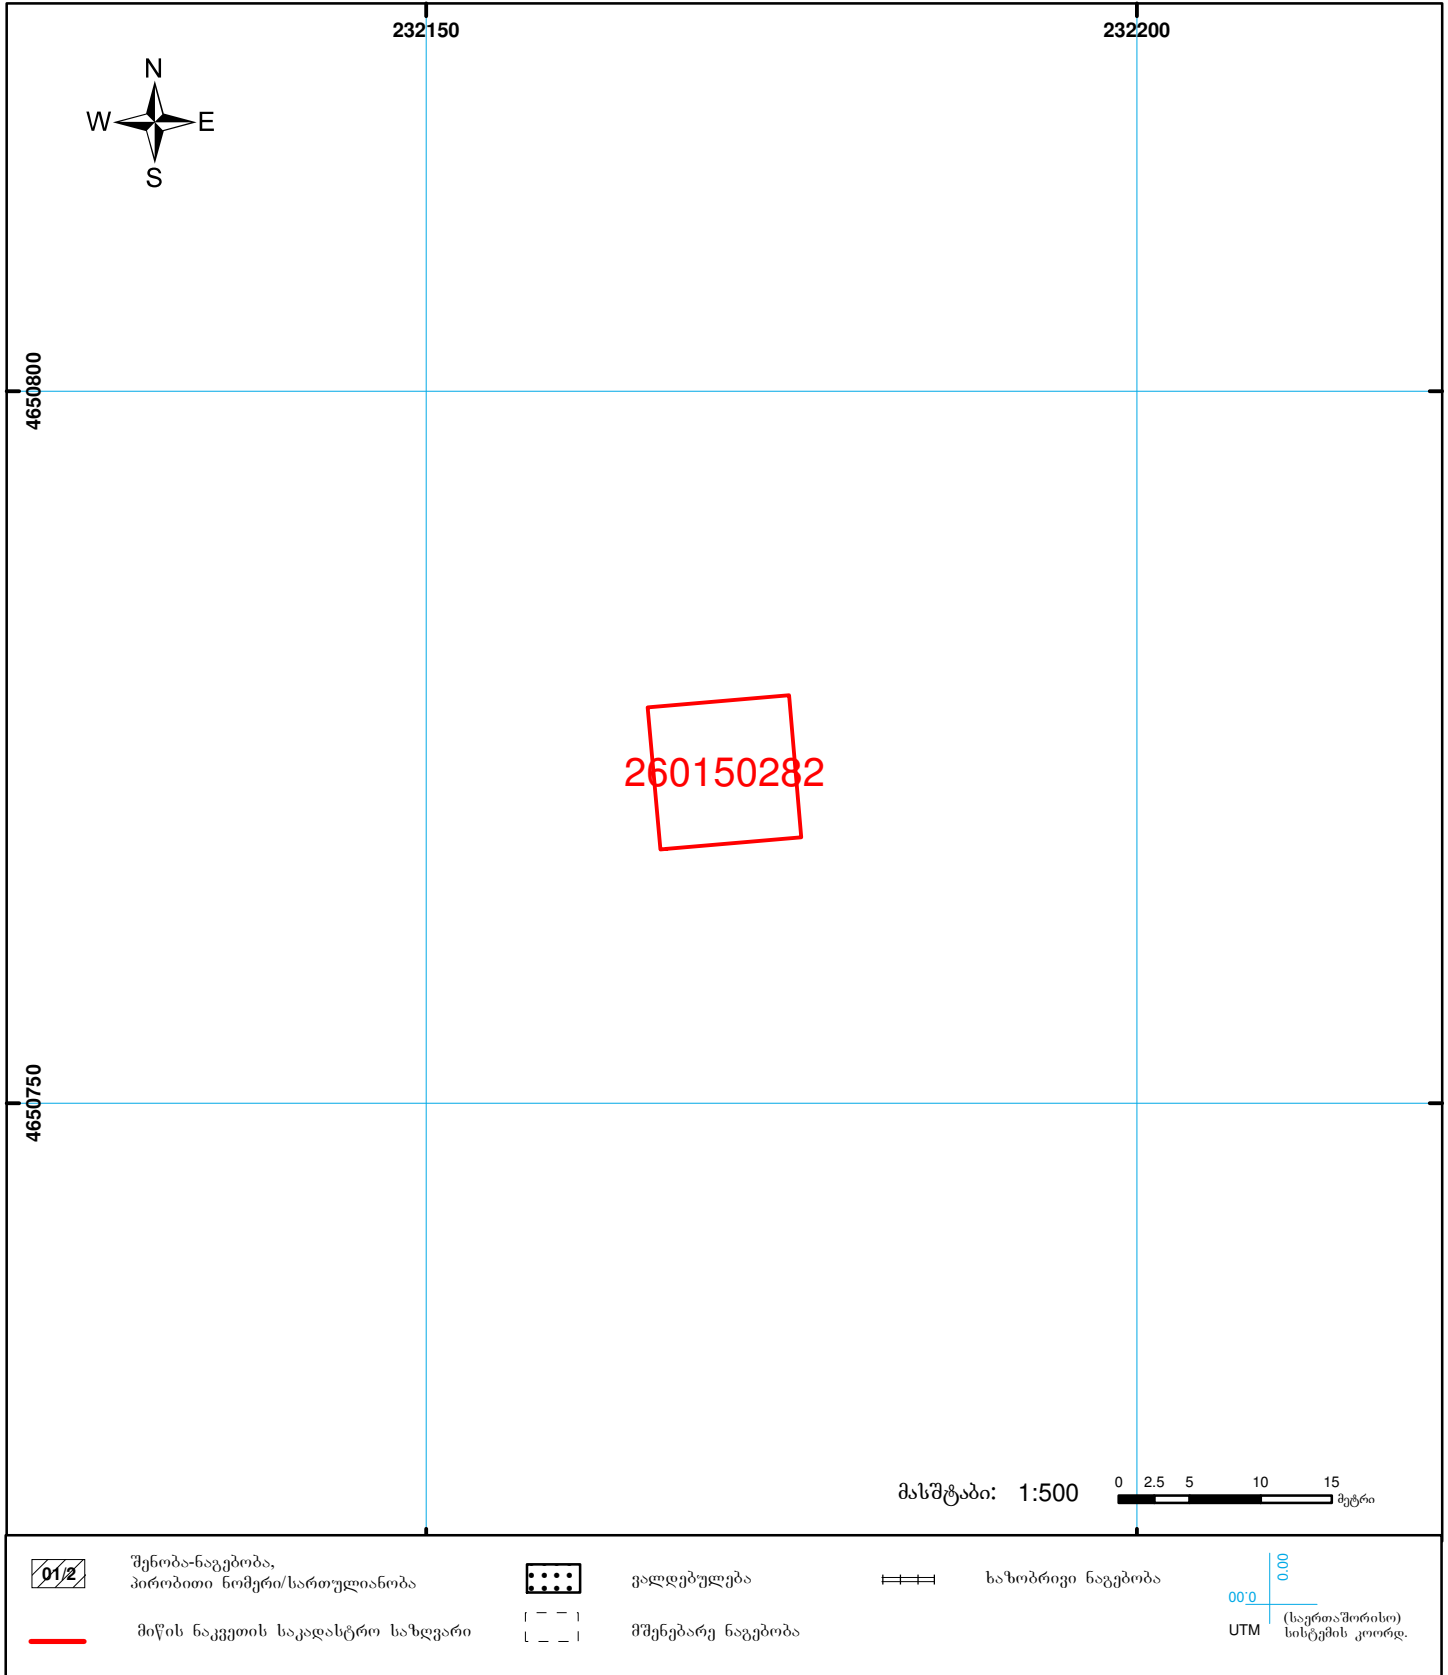 232150
232200
N
W
E
S
4650800
260150282
4650750
მასშტაბი: 1:500
0 2.5 5 10 15
მეტრი
01/2
შენობა-ნაგებობა,
პირობითი ნომერი/სართულიანობა
ვალდებულება
ხაზობრივი ნაგებობა
მიწის ნაკვეთის საკადასტრო საზღვარი
მშენებარე ნაგებობა
00.0
00.0
UTM
(საერთაშორისო)
სისტემის კოორდ.